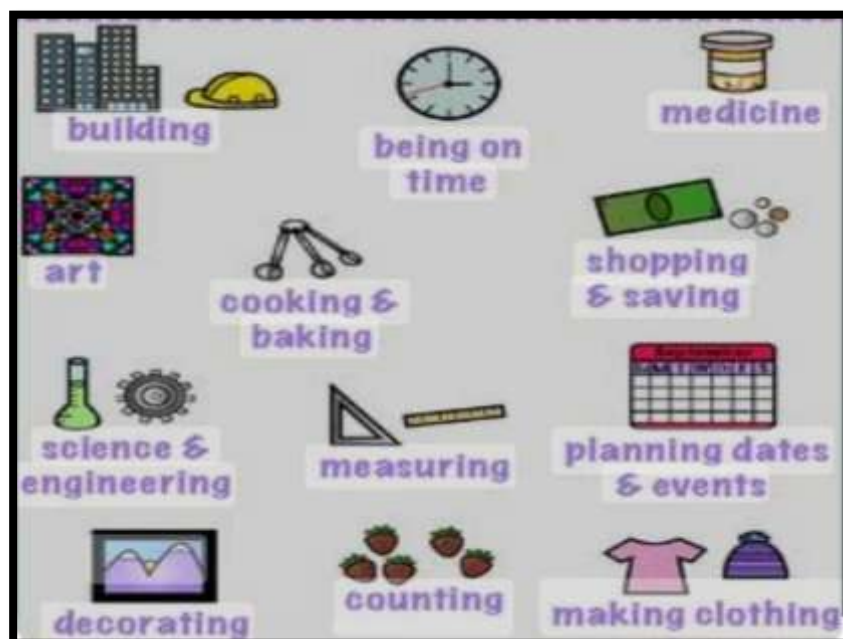 building
being on
time
medicine
art
cooking &
baking
shopping
& saving
science &
engineering
measuring
planning dates
& events
decorating
counting
making clothing